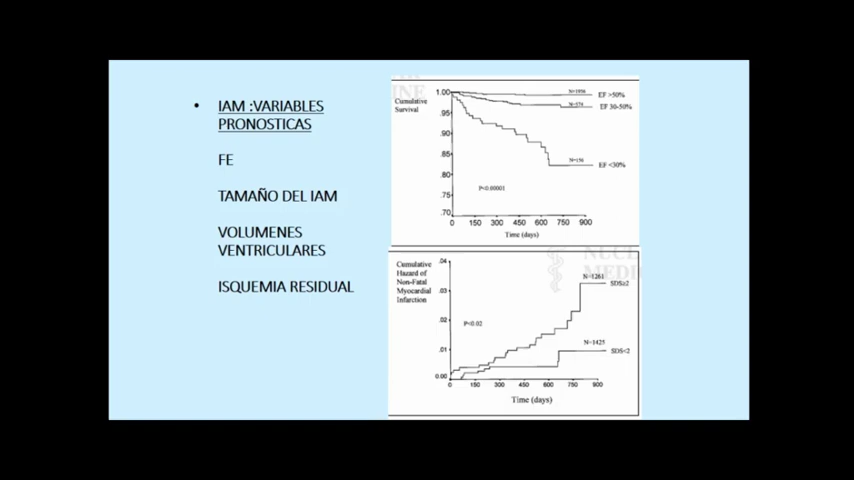 • IAM :VARIABLES
PRONOSTICAS
FE
TAMAÑO DEL IAM
VOLUMENES
VENTRICULARES
ISQUEMIA RESIDUAL
Cumulative
Survival
1.00
.95
.90
.85
.80
.75
.70
EF >50%
EF 30-50%
EF <30%
P<0.00001
0 150 300 450 600 750 900
Time (days)
NUCL
MEDIC
Cumulative
Hazard of
Non-Fatal
Myocardial
Infarction
.04
.03
.02
.01
0.00
N=1261
SDS≥2
P<0.02
N=1425
SDS<2
0 150 300 450 600 750 900
Time (days)